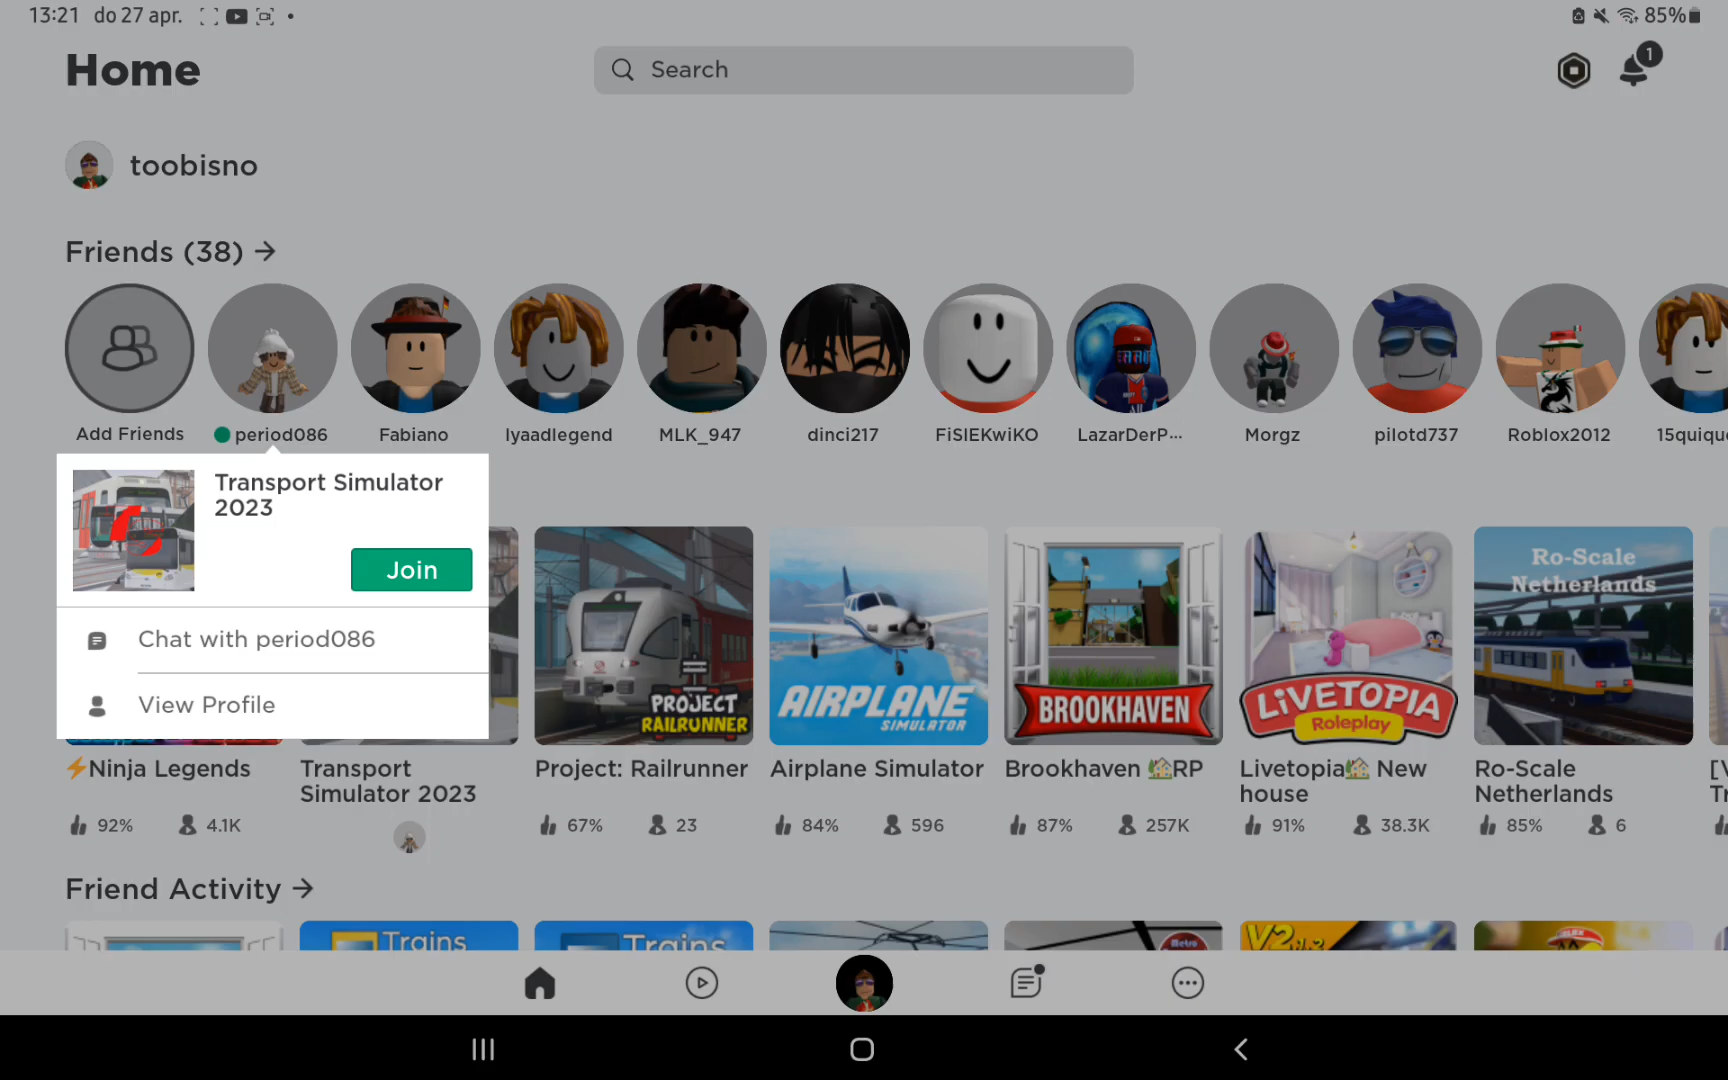 13:21 do 27 apr.
85%
Home
Search
1
toobisno
Friends (38)
Add Friends
period086
Fabiano
lyaadlegend
MLK_947
dinci217
FiSIEKwiKO
LazarDerP...
Morgz
pilotd737
Roblox2012
15quiqu
Transport Simulator
2023
Join
Chat with period086
View Profile
PROJECT
RAILRUNNER
AIRPLANE
SIMULATOR
BROOKHAVEN
LIVETOPIA
Roleplay
Ro-Scale
Netherlands
⚡Ninja Legends
92% 4.1K
Transport
Simulator 2023
Project: Railrunner
67% 23
Airplane Simulator
84% 596
Brookhaven 🏡RP
87% 257K
Livetopia🏡 New
house
91% 38.3K
Ro-Scale
Netherlands
85% 6
Friend Activity
Trains
Trains
Metro